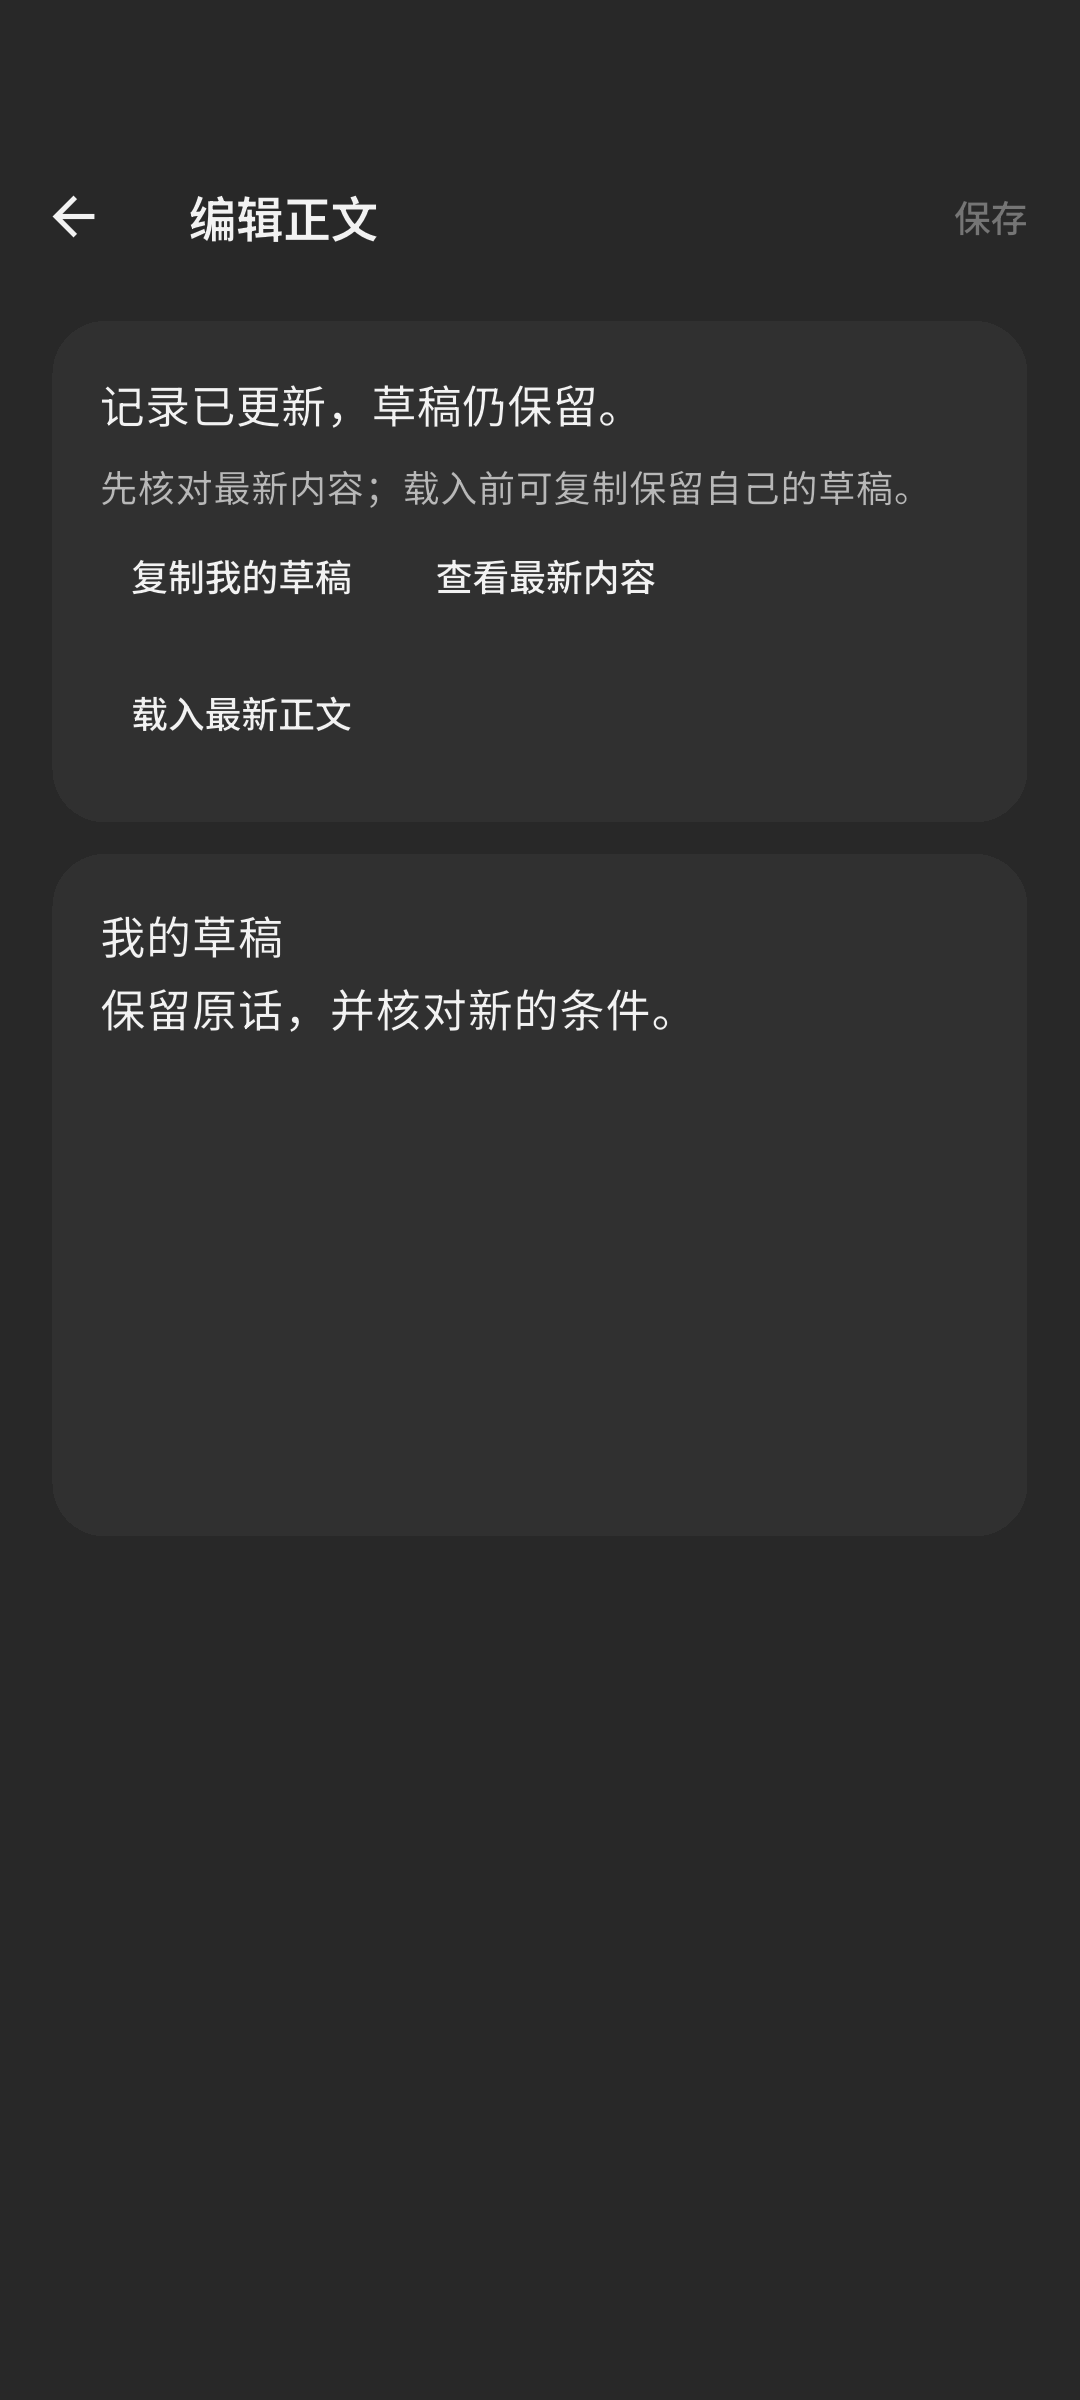 编辑正文
保存
记录已更新，草稿仍保留。
先核对最新内容；载入前可复制保留自己的草稿。
复制我的草稿
查看最新内容
载入最新正文
我的草稿
保留原话，并核对新的条件。